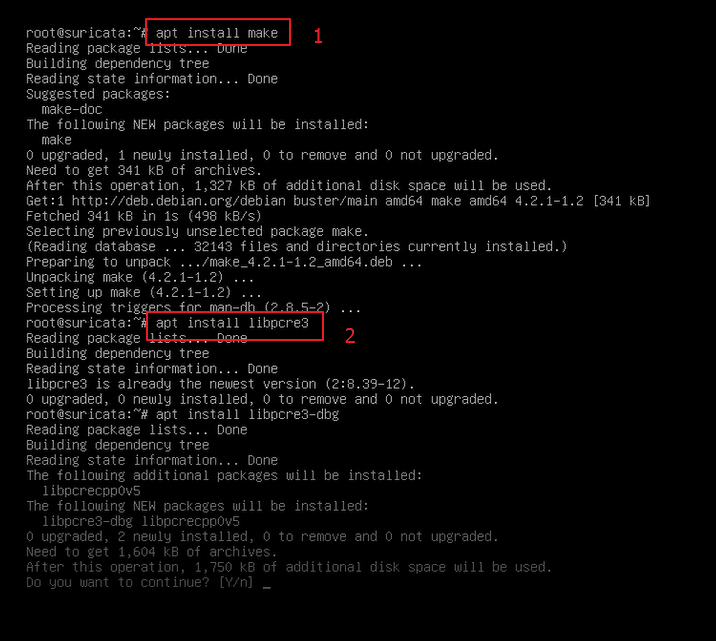 root@suricata:~# apt install make
1
Reading package lists... Done
Building dependency tree
Reading state information... Done
Suggested packages:
  make-doc
The following NEW packages will be installed:
  make
0 upgraded, 1 newly installed, 0 to remove and 0 not upgraded.
Need to get 341 kB of archives.
After this operation, 1,327 kB of additional disk space will be used.
Get:1 http://deb.debian.org/debian buster/main amd64 make amd64 4.2.1-1.2 [341 kB]
Fetched 341 kB in 1s (498 kB/s)
Selecting previously unselected package make.
(Reading database ... 32143 files and directories currently installed.)
Preparing to unpack .../make_4.2.1-1.2_amd64.deb ...
Unpacking make (4.2.1-1.2) ...
Setting up make (4.2.1-1.2) ...
Processing triggers for man-db (2.8.5-2) ...
root@suricata:~# apt install libpcre3
2
Reading package lists... Done
Building dependency tree
Reading state information... Done
libpcre3 is already the newest version (2:8.39-12).
0 upgraded, 0 newly installed, 0 to remove and 0 not upgraded.
root@suricata:~# apt install libpcre3-dbg
Reading package lists... Done
Building dependency tree
Reading state information... Done
The following additional packages will be installed:
  libpcrecpp0v5
The following NEW packages will be installed:
  libpcre3-dbg libpcrecpp0v5
0 upgraded, 2 newly installed, 0 to remove and 0 not upgraded.
Need to get 1,604 kB of archives.
After this operation, 1,750 kB of additional disk space will be used.
Do you want to continue? [Y/n] _